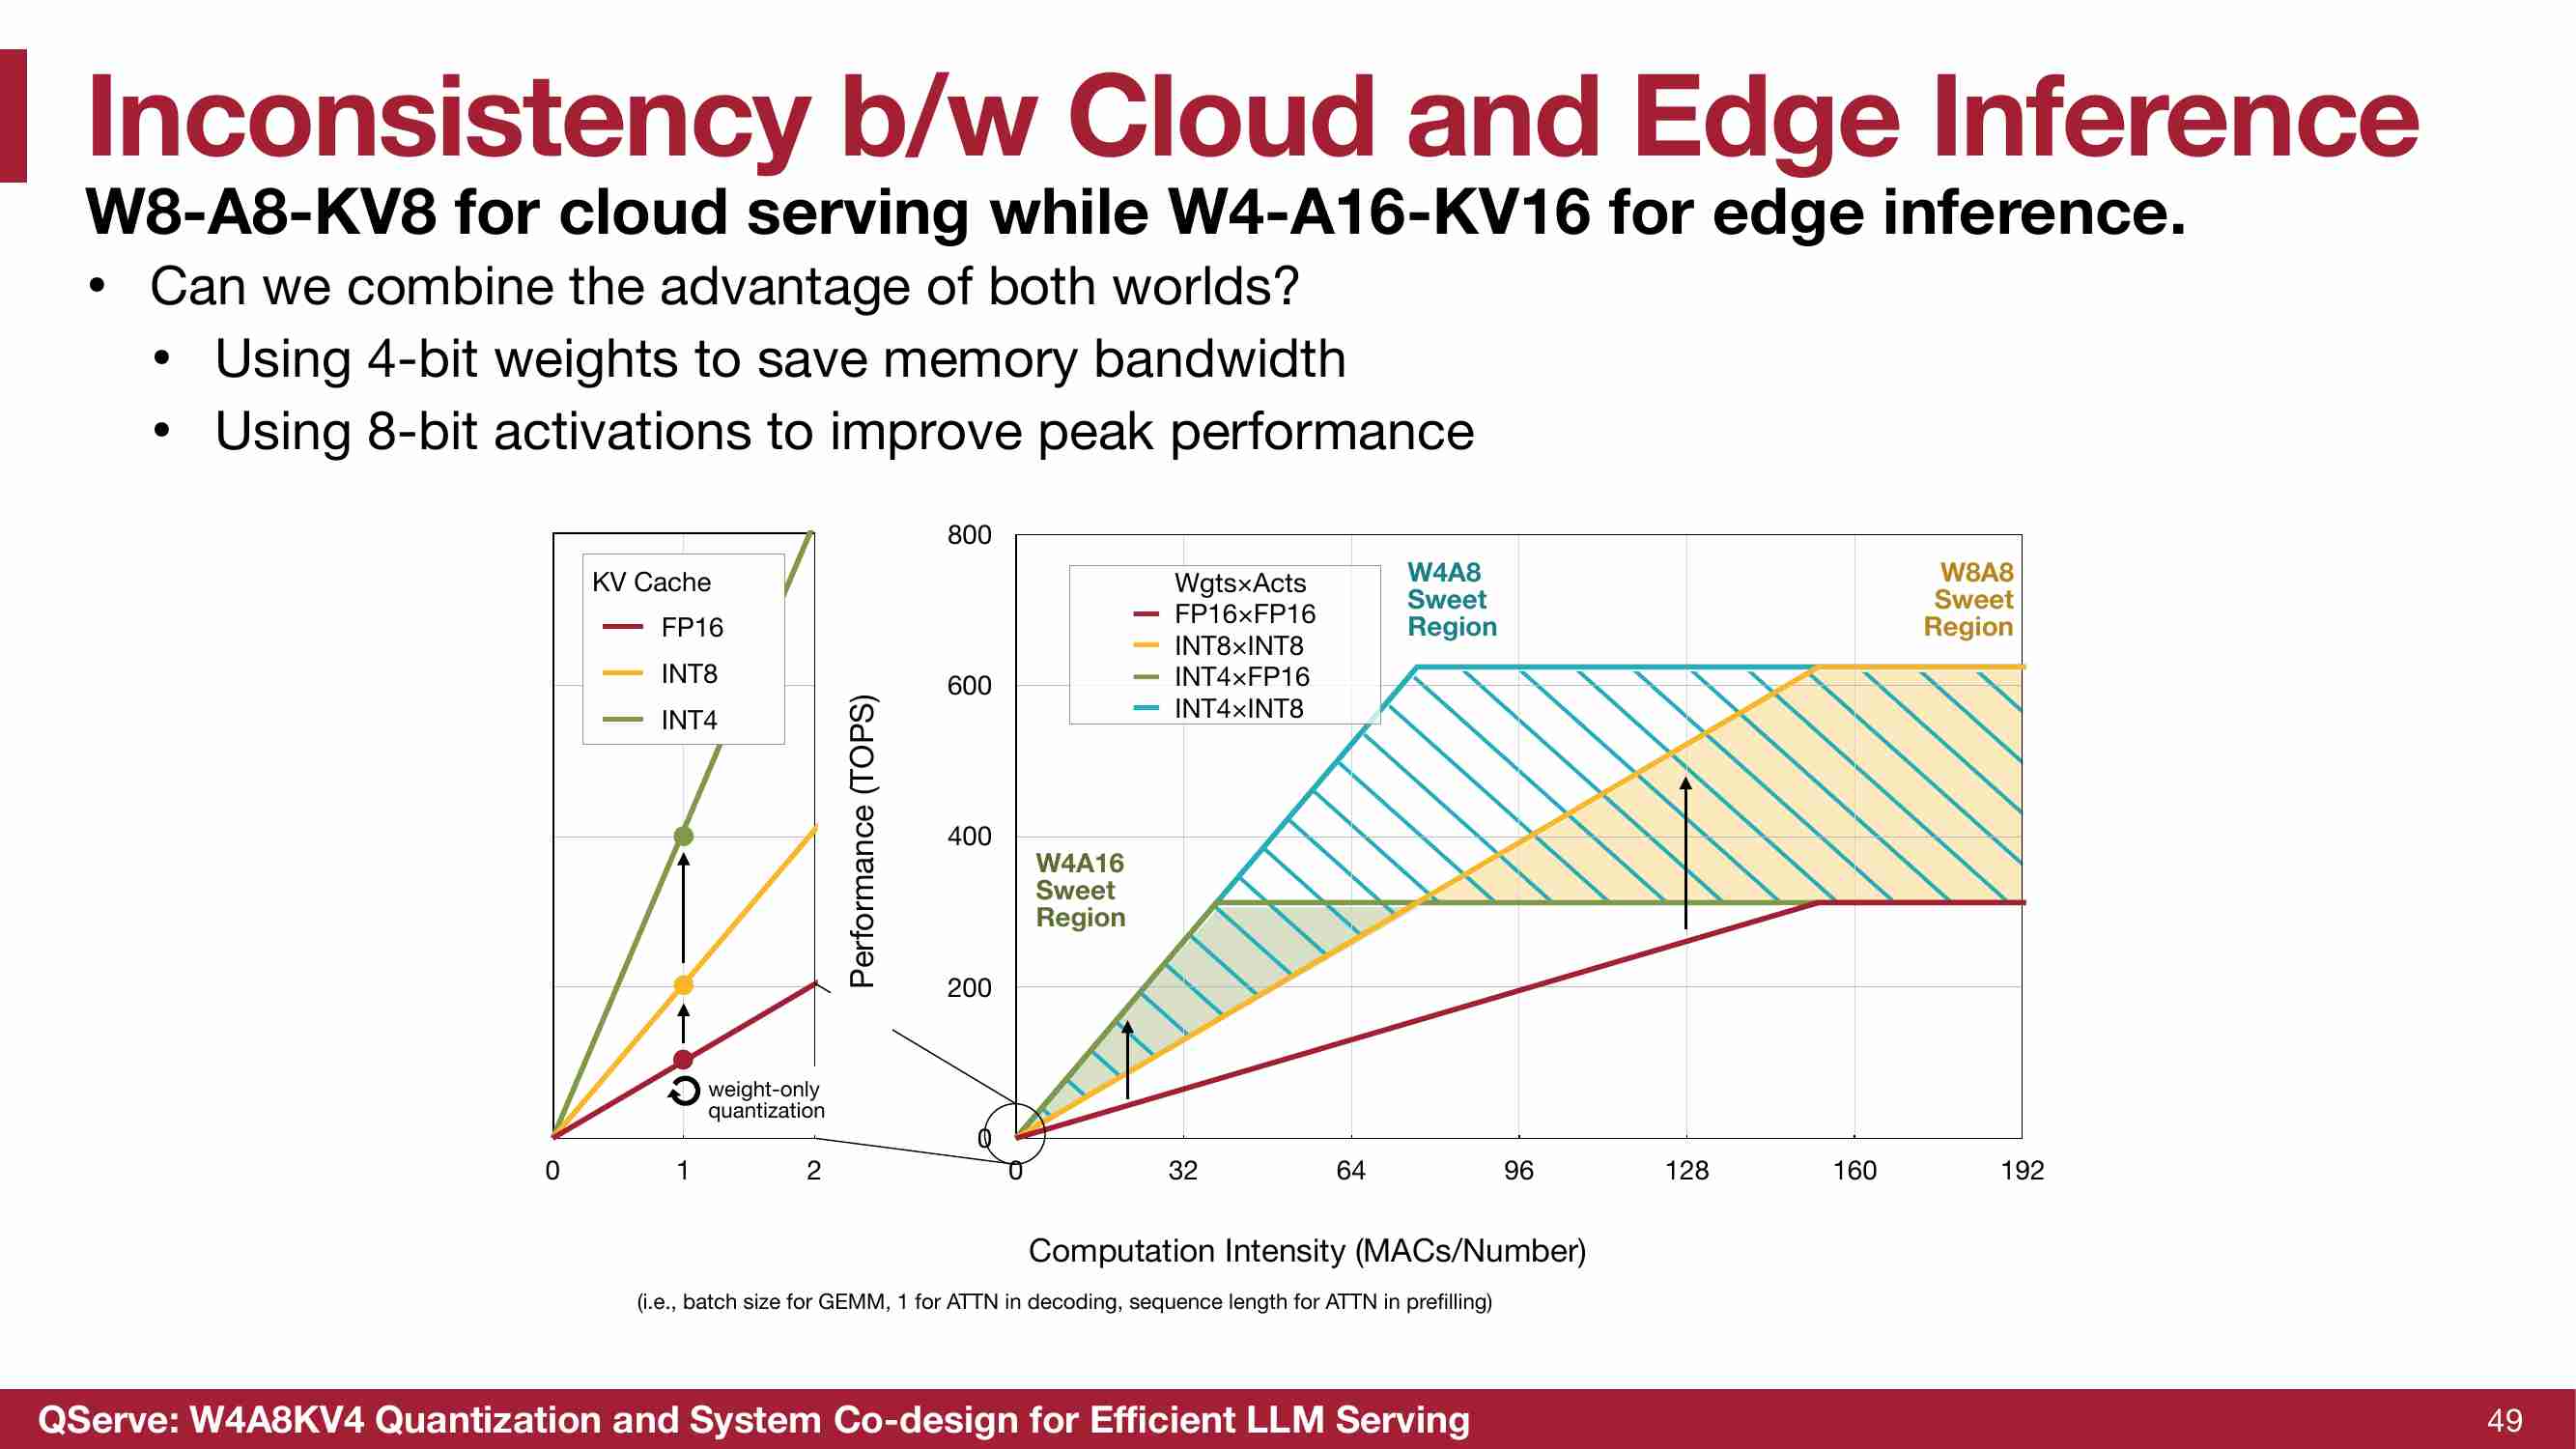 Inconsistency b/w Cloud and Edge Inference
W8-A8-KV8 for cloud serving while W4-A16-KV16 for edge inference.
• Can we combine the advantage of both worlds?
• Using 4-bit weights to save memory bandwidth
• Using 8-bit activations to improve peak performance
KV Cache
FP16
INT8
INT4
weight-only
quantization
0 1 2
Performance (TOPS)
800
600
400
200
0
Wgts×Acts
FP16×FP16
INT8×INT8
INT4×FP16
INT4×INT8
W4A8
Sweet
Region
W8A8
Sweet
Region
W4A16
Sweet
Region
0 32 64 96 128 160 192
Computation Intensity (MACs/Number)
(i.e., batch size for GEMM, 1 for ATTN in decoding, sequence length for ATTN in prefilling)
QServe: W4A8KV4 Quantization and System Co-design for Efficient LLM Serving
49